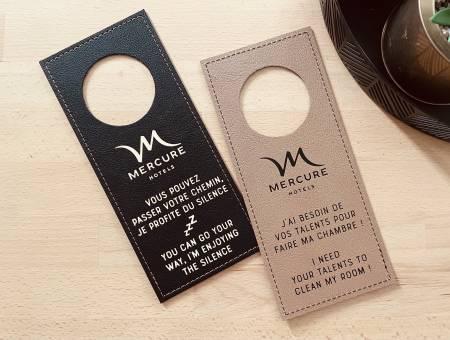 MERCURE
HOTELS
VOUS POUVEZ
PASSER VOTRE CHEMIN,
JE PROFITE DU SILENCE
zzz
YOU CAN GO YOUR
WAY, I'M ENJOYING
THE SILENCE
MERCURE
HOTELS
J'AI BESOIN DE
VOS TALENTS POUR
FAIRE MA CHAMBRE !
I NEED
YOUR TALENTS TO
CLEAN MY ROOM !